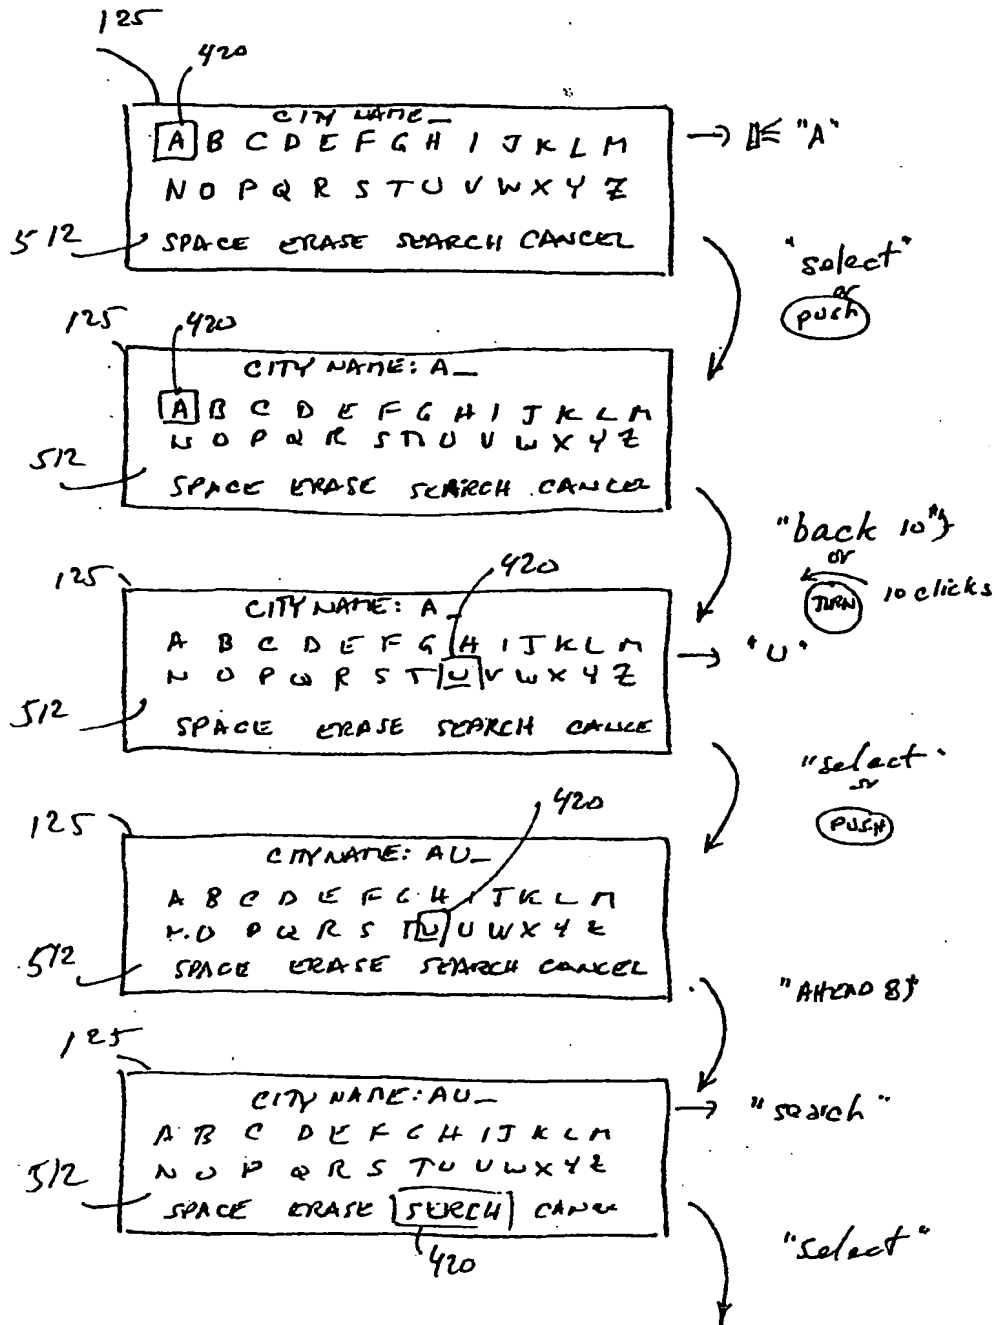 125
420
CITY NAME_
A B C D E F G H I J K L M
→ "A"
N O P Q R S T U V W X Y Z
512
SPACE ERASE SEARCH CANCEL
"select"
or
push
125
420
CITY NAME: A_
A B C D E F G H I J K L M
N O P Q R S T U V W X Y Z
512
SPACE ERASE SEARCH CANCEL
"back 10"
or
TURN 10 clicks
125
420
CITY NAME: A_
A B C D E F G H I J K L M
→ "U"
N O P Q R S T U V W X Y Z
512
SPACE ERASE SEARCH CANCE
"select"
or
PUSH
125
420
CITY NAME: AU_
A B C D E F G H I J K L M
N O P Q R S T U U W X Y Z
512
SPACE ERASE SEARCH CANCEL
"AHEAD 8"
125
CITY NAME: AU_
→ "search"
A B C D E F G H I J K L M
N O P Q R S T U U W X Y Z
512
SPACE ERASE SERCH CANCE
420
"select"